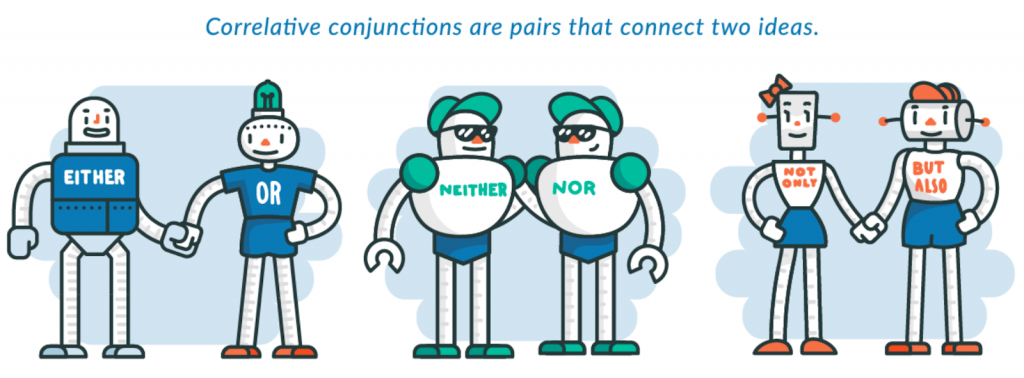 Correlative conjunctions are pairs that connect two ideas.
EITHER
OR
NEITHER
NOR
NOT
ONLY
BUT
ALSO